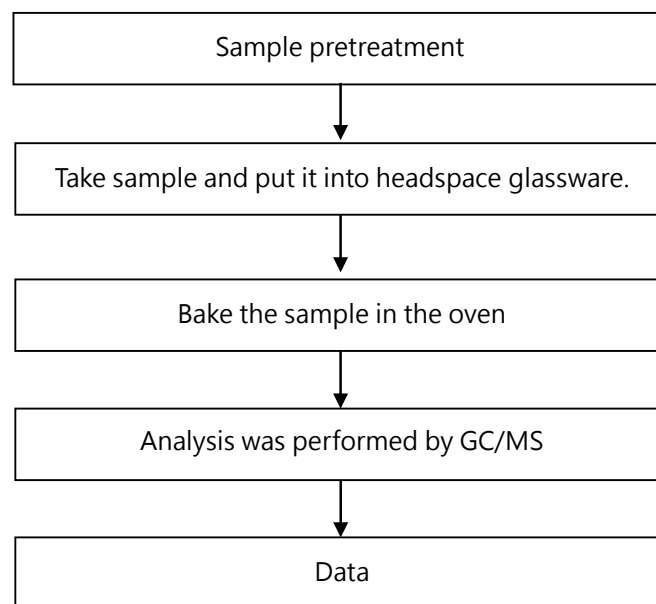 Sample pretreatment
Take sample and put it into headspace glassware.
Bake the sample in the oven
Analysis was performed by GC/MS
Data